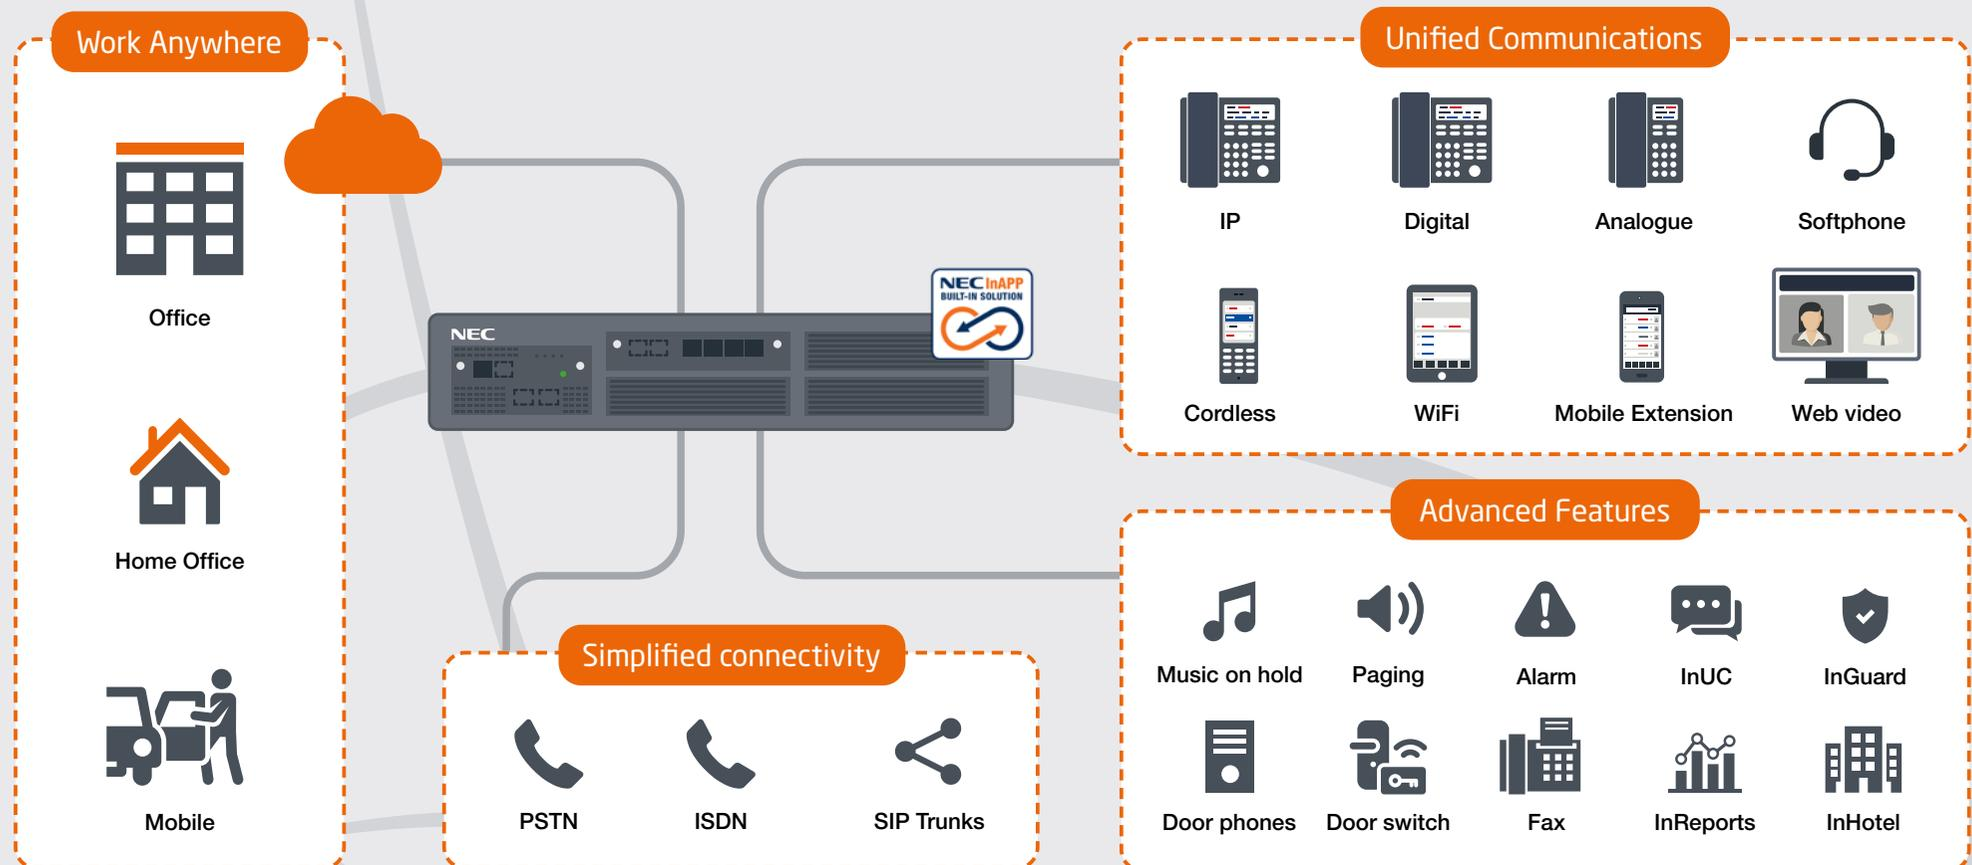 Work Anywhere
Office
Home Office
Mobile
NEC
NEC InAPP
BUILT-IN SOLUTION
Simplified connectivity
PSTN ISDN SIP Trunks
Unified Communications
IP Digital Analogue Softphone
Cordless WiFi Mobile Extension Web video
Advanced Features
Music on hold Paging Alarm InUC InGuard
Door phones Door switch Fax InReports InHotel